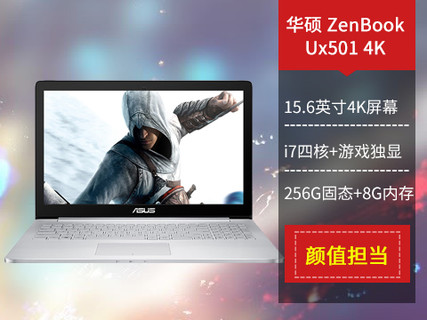 华硕 ZenBook
Ux501 4K
15.6英寸4K屏幕
i7四核+游戏独显
256G固态+8G内存
颜值担当
ASUS